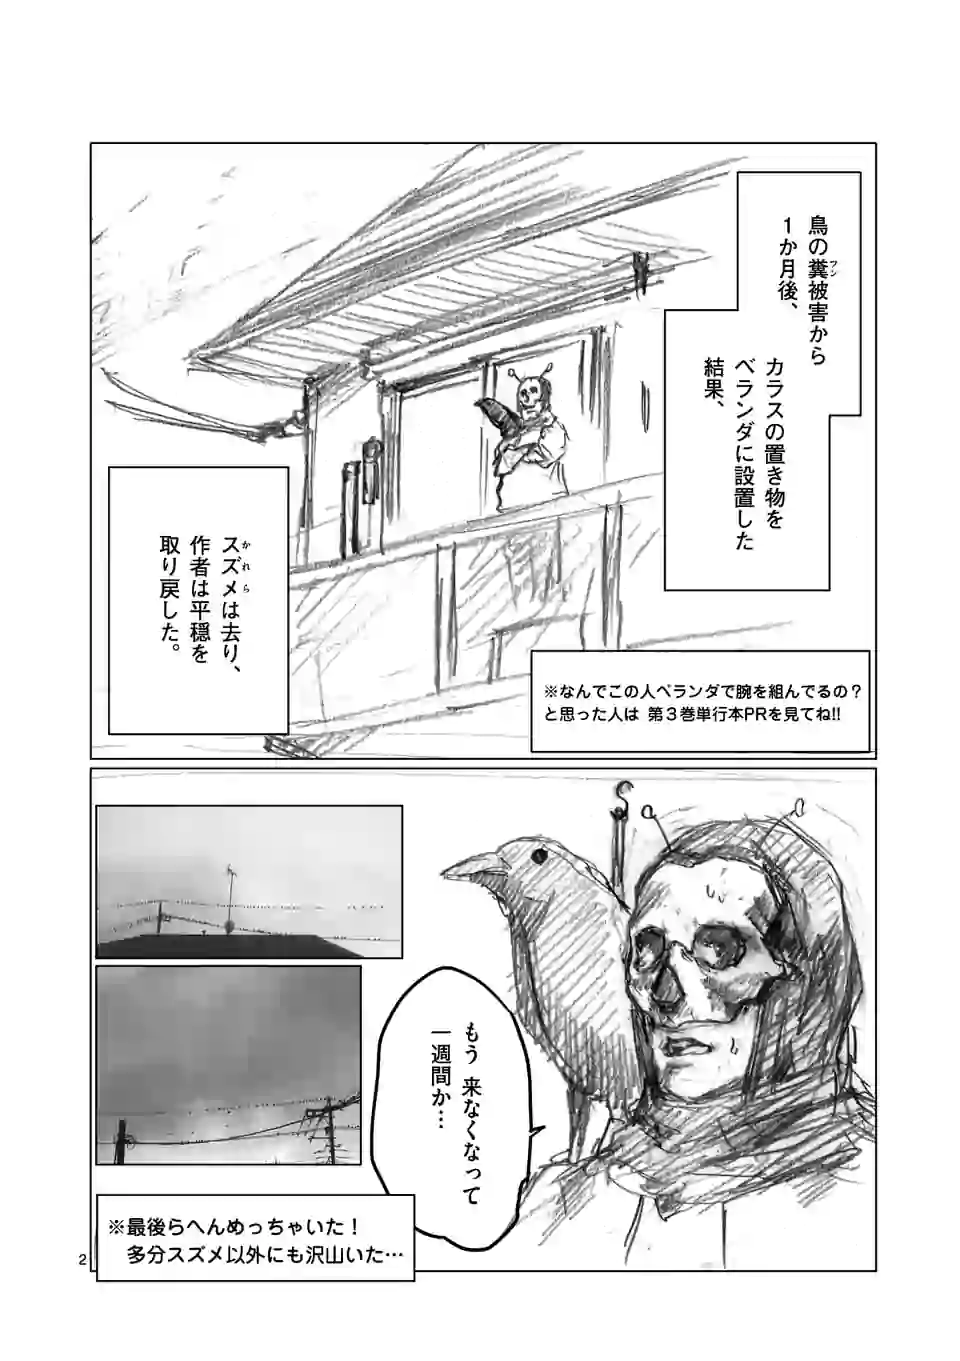 鳥の糞被害から
フン
1か月後、
カラスの置き物を
ベランダに設置した
結果、
スズメは去り、
かれら
作者は平穏を
取り戻した。
※なんでこの人ベランダで腕を組んでるの?
と思った人は 第3巻単行本PRを見てね!!
もう 来なくなって
一週間か…
※最後らへんめっちゃいた!
多分スズメ以外にも沢山いた…
2